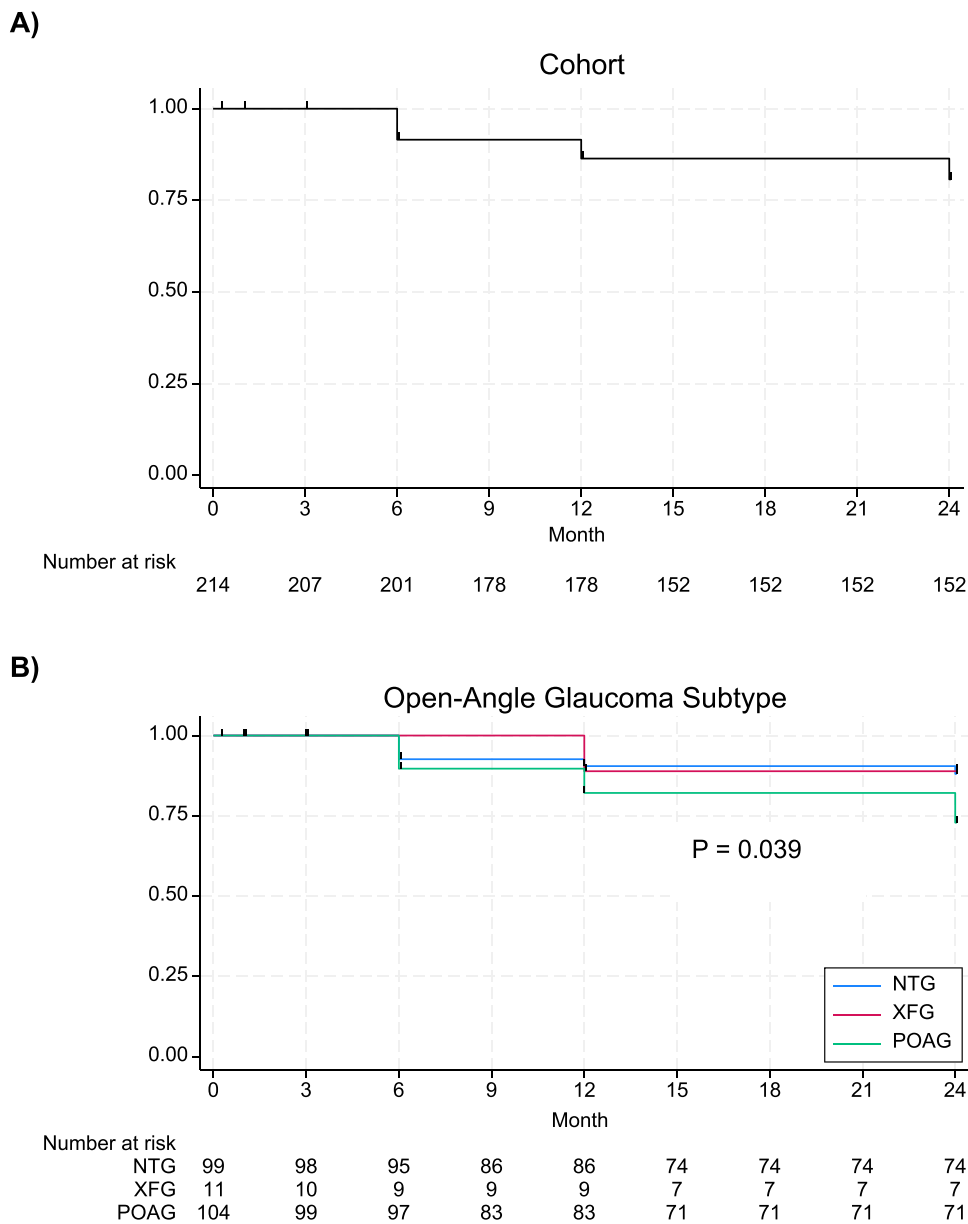 A)
Cohort
1.00
0.75
0.50
0.25
0.00
0 3 6 9 12 15 18 21 24
Month
Number at risk
214 207 201 178 178 152 152 152 152
B)
Open-Angle Glaucoma Subtype
1.00
0.75
P = 0.039
0.50
0.25
0.00
NTG
XFG
POAG
0 3 6 9 12 15 18 21 24
Month
Number at risk
NTG 99 98 95 86 86 74 74 74 74
XFG 11 10 9 9 9 7 7 7 7
POAG 104 99 97 83 83 71 71 71 71